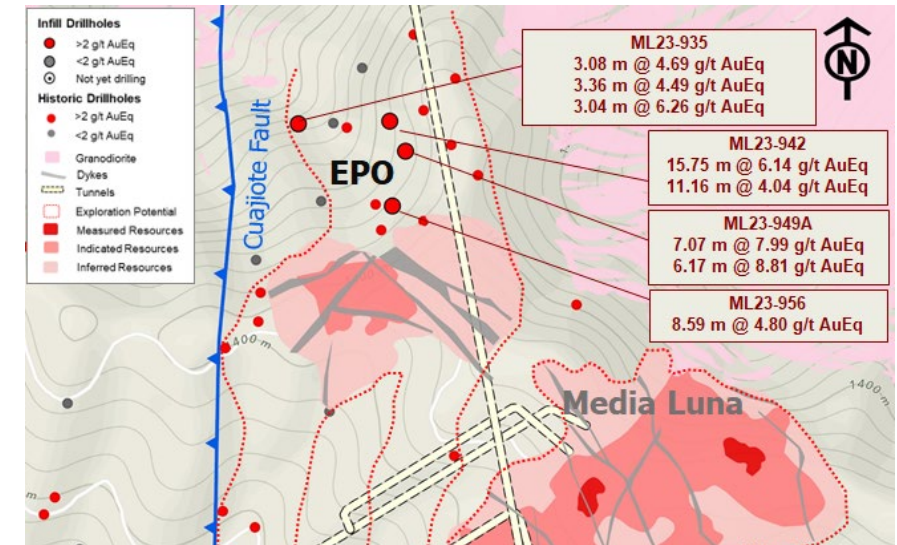 Infill Drillholes
>2 g/t AuEq
<2 g/t AuEq
Not yet drilling
Historic Drillholes
>2 g/t AuEq
<2 g/t AuEq
Granodiorite
Dykes
Tunnels
Exploration Potential
Measured Resources
Indicated Resources
Inferred Resources
Cuajiote Fault
EPO
ML23-935
3.08 m @ 4.69 g/t AuEq
3.36 m @ 4.49 g/t AuEq
3.04 m @ 6.26 g/t AuEq
N
ML23-942
15.75 m @ 6.14 g/t AuEq
11.16 m @ 4.04 g/t AuEq
ML23-949A
7.07 m @ 7.99 g/t AuEq
6.17 m @ 8.81 g/t AuEq
ML23-956
8.59 m @ 4.80 g/t AuEq
1400 m
Media Luna
1400 m
m